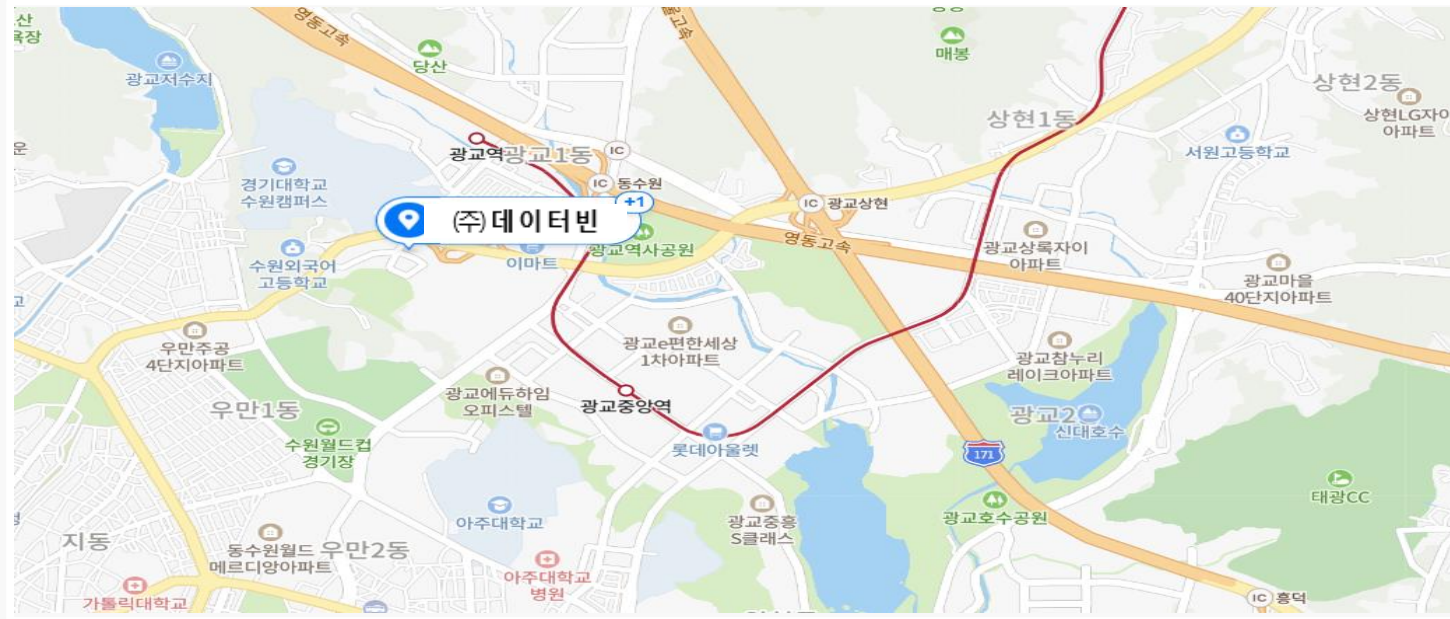 산
영동고속
당산
광교저수지
매봉
상현2동
상현LG자이
아파트
상현1동
서원고등학교
운
광교역
광교1동
IC
경기대학교
수원캠퍼스
IC 동수원
+1
IC 광교상현
(주)데이터빈
영동고속
광교역사공원
이마트
수원외국어
고등학교
광교상록자이
아파트
광교마을
40단지아파트
우만주공
4단지아파트
광교e편한세상
1차아파트
광교참누리
레이크아파트
광교에듀하임
오피스텔
광교중앙역
우만1동
광교2
신대호수
수원월드컵
경기장
롯데아울렛
171
태광CC
아주대학교
광교중흥
S클래스
광교호수공원
지동
동수원월드
메르디앙아파트
우만2동
아주대학교
병원
가톨릭대학교
IC 흥덕